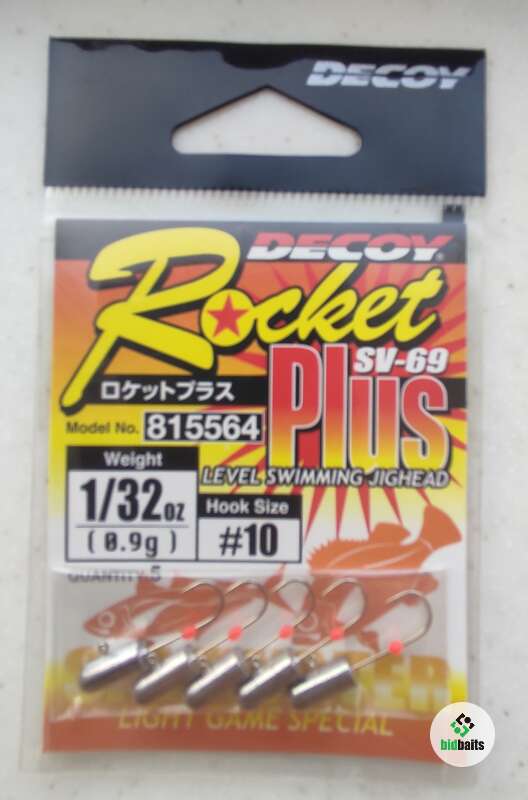 DECOY
DECOY
Rocket
SV-69
Plus
ロケットプラス
Model No. 815564
LEVEL SWIMMING JIGHEAD
Weight
1/32oz
(0.9g)
Hook Size
#10
QUANTITY 5
LIGHT GAME SPECIAL
bidbaits